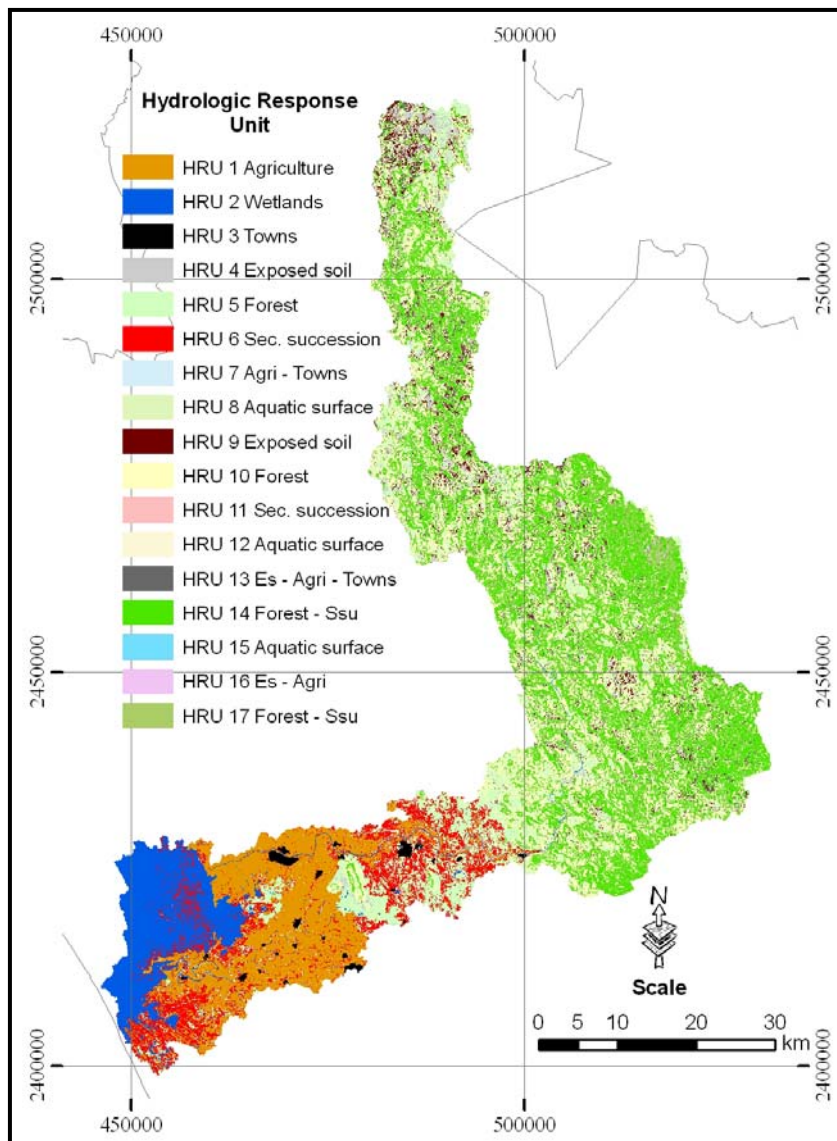 450000
500000
Hydrologic Response
Unit
HRU 1 Agriculture
HRU 2 Wetlands
HRU 3 Towns
HRU 4 Exposed soil
HRU 5 Forest
HRU 6 Sec. succession
HRU 7 Agri - Towns
HRU 8 Aquatic surface
HRU 9 Exposed soil
HRU 10 Forest
HRU 11 Sec. succession
HRU 12 Aquatic surface
HRU 13 Es - Agri - Towns
HRU 14 Forest - Ssu
HRU 15 Aquatic surface
HRU 16 Es - Agri
HRU 17 Forest - Ssu
2500000
2500000
2450000
2450000
N
Scale
0 5 10 20 30
km
2400000
2400000
450000
500000